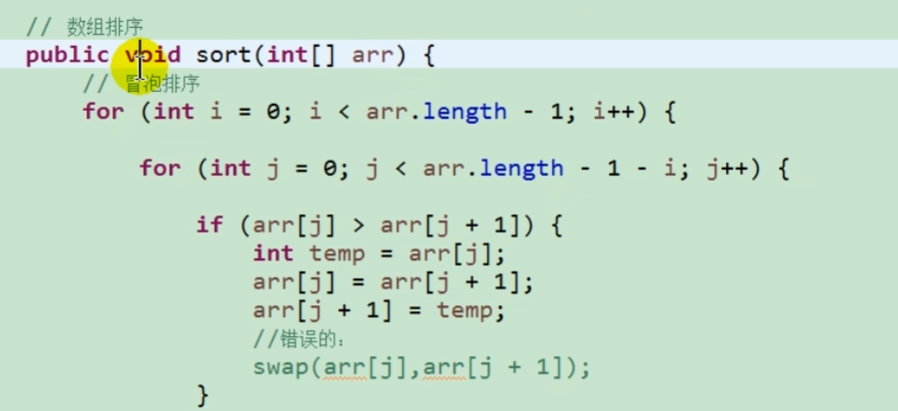 // 数组排序
public void sort(int[] arr) {
// 冒泡排序
for (int i = 0; i < arr.length - 1; i++) {
for (int j = 0; j < arr.length - 1 - i; j++) {
if (arr[j] > arr[j + 1]) {
int temp = arr[j];
arr[j] = arr[j + 1];
arr[j + 1] = temp;
//错误的:
swap(arr[j],arr[j + 1]);
}